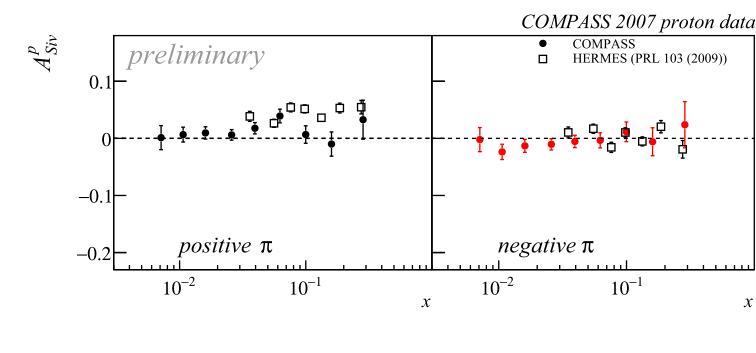 COMPASS 2007 proton data
A^p_Siv
preliminary
COMPASS
HERMES (PRL 103 (2009))
0.1
0
−0.1
−0.2
positive π
negative π
10^−2
10^−1
10^−2
10^−1
x
x